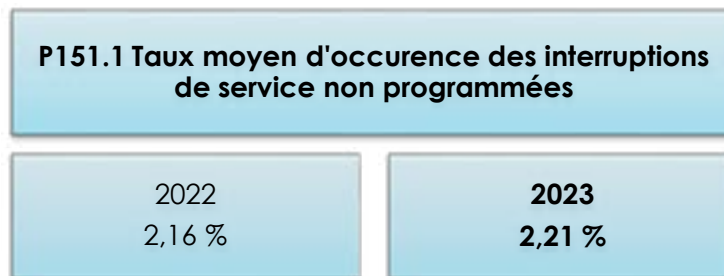 P151.1 Taux moyen d'occurence des interruptions
de service non programmées
2022
2,16 %
2023
2,21 %